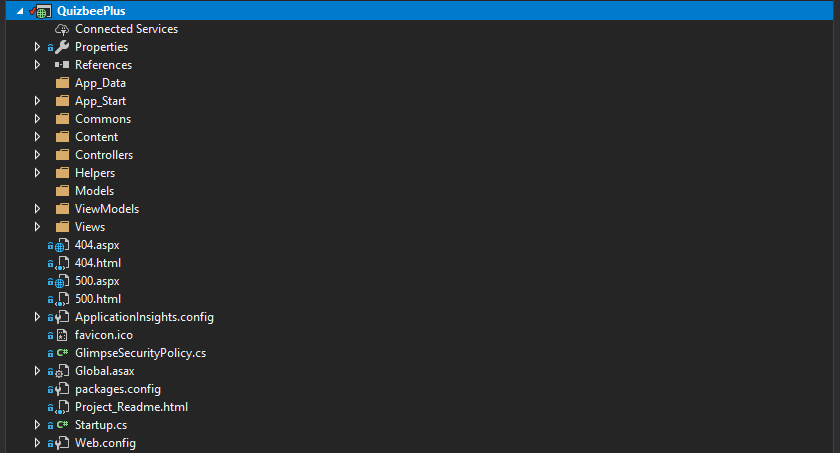 QuizbeePlus
Connected Services
Properties
References
App_Data
App_Start
Commons
Content
Controllers
Helpers
Models
ViewModels
Views
404.aspx
404.html
500.aspx
500.html
ApplicationInsights.config
favicon.ico
C# GlimpseSecurityPolicy.cs
Global.asax
packages.config
Project_Readme.html
C# Startup.cs
Web.config